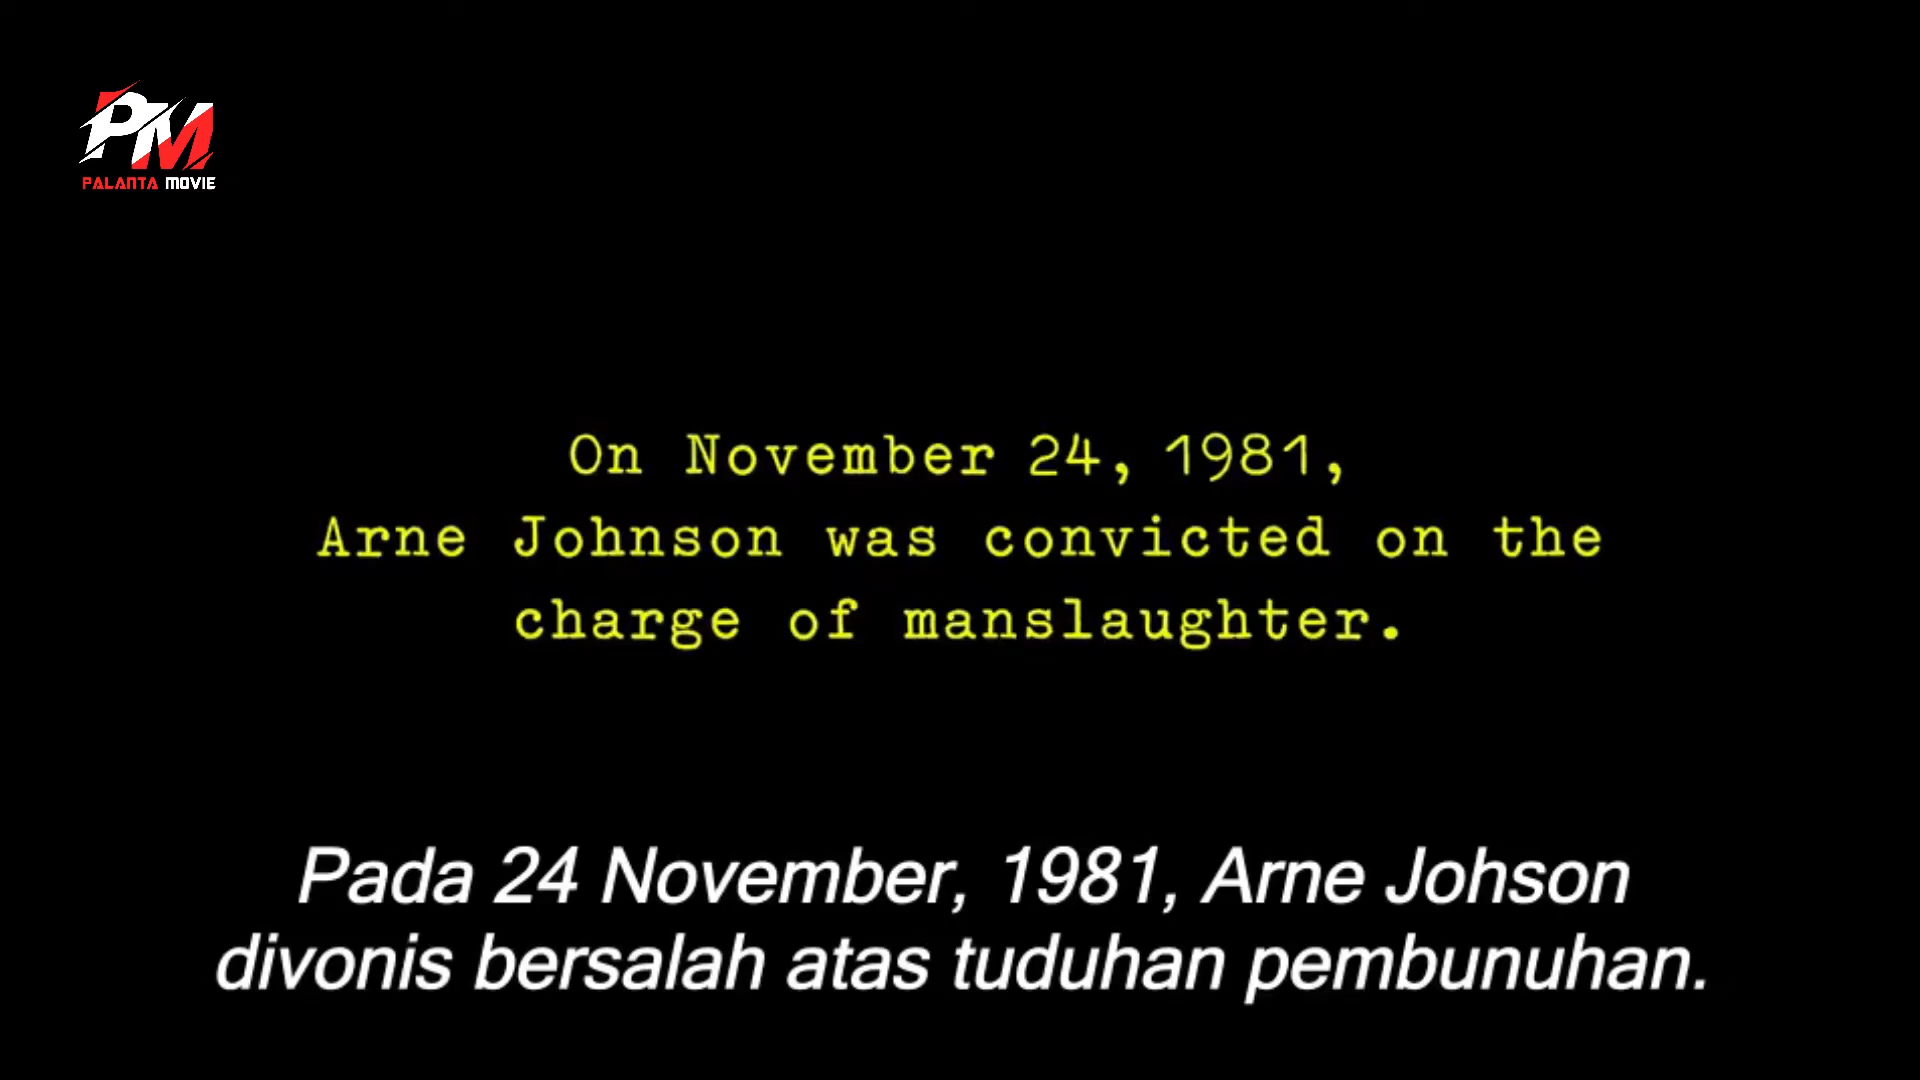 PM
PALANTA MOVIE
On November 24, 1981,
Arne Johnson was convicted on the
charge of manslaughter.
Pada 24 November, 1981, Arne Johson
divonis bersalah atas tuduhan pembunuhan.